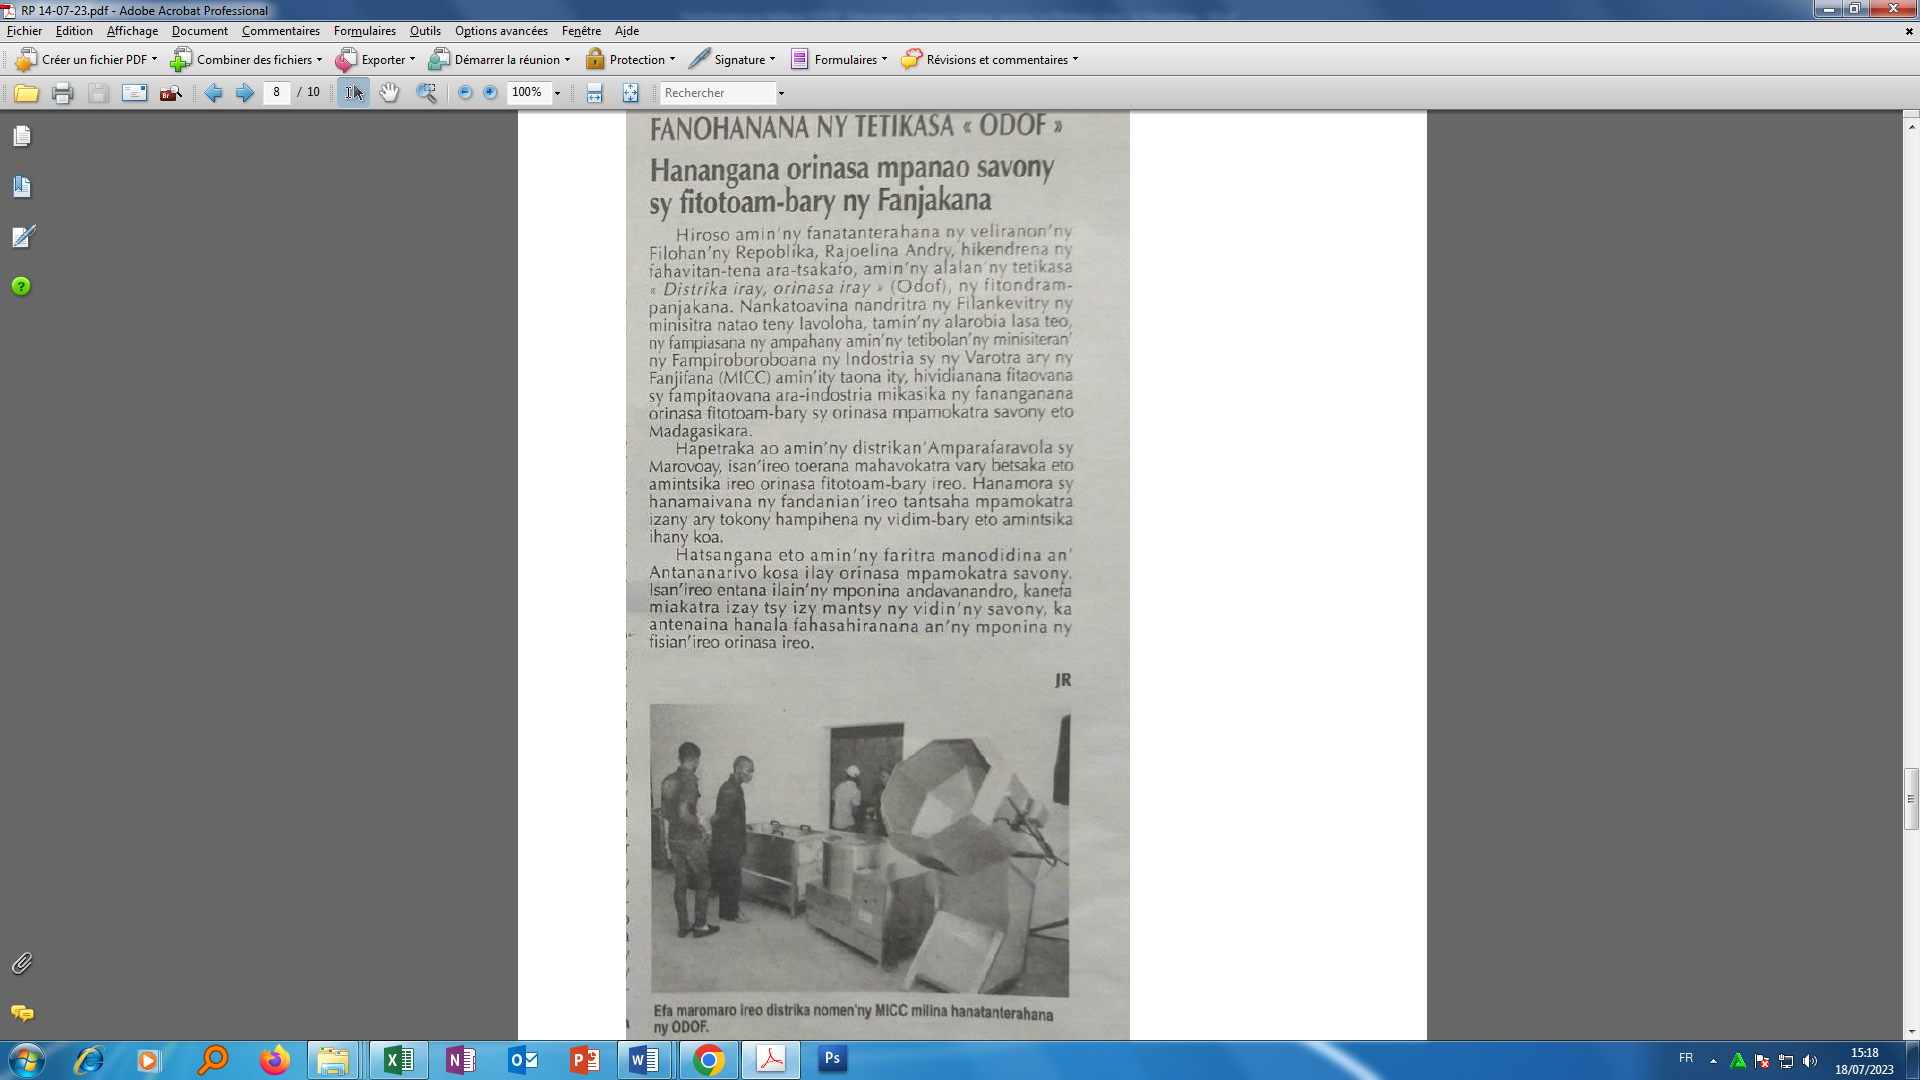 RP 14-07-23.pdf - Adobe Acrobat Professional
Fichier Edition Affichage Document Commentaires Formulaires Outils Options avancées Fenêtre Aide
Créer un fichier PDF Combiner des fichiers Exporter Démarrer la réunion Protection Signature Formulaires Révisions et commentaires
8 / 10 100% Rechercher
FANOHANANA NY TETIKASA « ODOF »
Hanangana orinasa mpanao savony
sy fitotoam-bary ny Fanjakana
Hiroso amin'ny fanatanterahana ny veliranon'ny
Filohan'ny Repoblika, Rajoelina Andry, hikendrena ny
fahavitan-tena ara-tsakafo, amin'ny alalan'ny tetikasa
« Distrika iray, orinasa iray » (Odof), ny fitondram-
panjakana. Nankatoavina nandritra ny Filankevitry ny
minisitra natao teny Iavoloha, tamin'ny alarobia lasa teo,
ny fampiasana ny ampahany amin'ny tetibolan'ny minisiteran'
ny Fampiroboroboana ny Indostria sy ny Varotra ary ny
Fanjifana (MICC) amin'ity taona ity, hividianana fitaovana
sy fampitaovana ara-indostria mikasika ny fananganana
orinasa fitotoam-bary sy orinasa mpamokatra savony eto
Madagasikara.
Hapetraka ao amin'ny distrikan'Amparafaravola sy
Marovoay, isan'ireo toerana mahavokatra vary betsaka eto
amintsika ireo orinasa fitotoam-bary ireo. Hanamora sy
hanamaivana ny fandanian'ireo tantsaha mpamokatra
izany ary tokony hampihena ny vidim-bary eto amintsika
ihany koa.
Hatsangana eto amin'ny faritra manodidina an'
Antananarivo kosa ilay orinasa mpamokatra savony.
Isan'ireo entana ilain'ny mponina andavanandro, kanefa
miakatra izay tsy izy mantsy ny vidin'ny savony, ka
antenaina hanala fahasahiranana an'ny mponina ny
fisian'ireo orinasa ireo.
JR
Efa maromaro ireo distrika nomen'ny MICC milina hanatanterahana
ny ODOF.
FR
15:18
18/07/2023